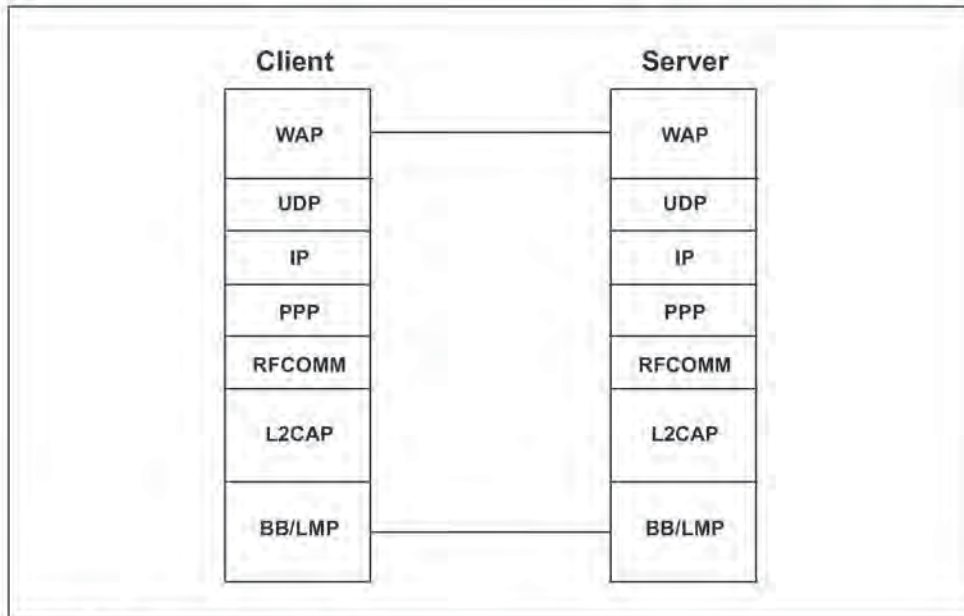 Client Server
WAP WAP
UDP UDP
IP IP
PPP PPP
RFCOMM RFCOMM
L2CAP L2CAP
BB/LMP BB/LMP